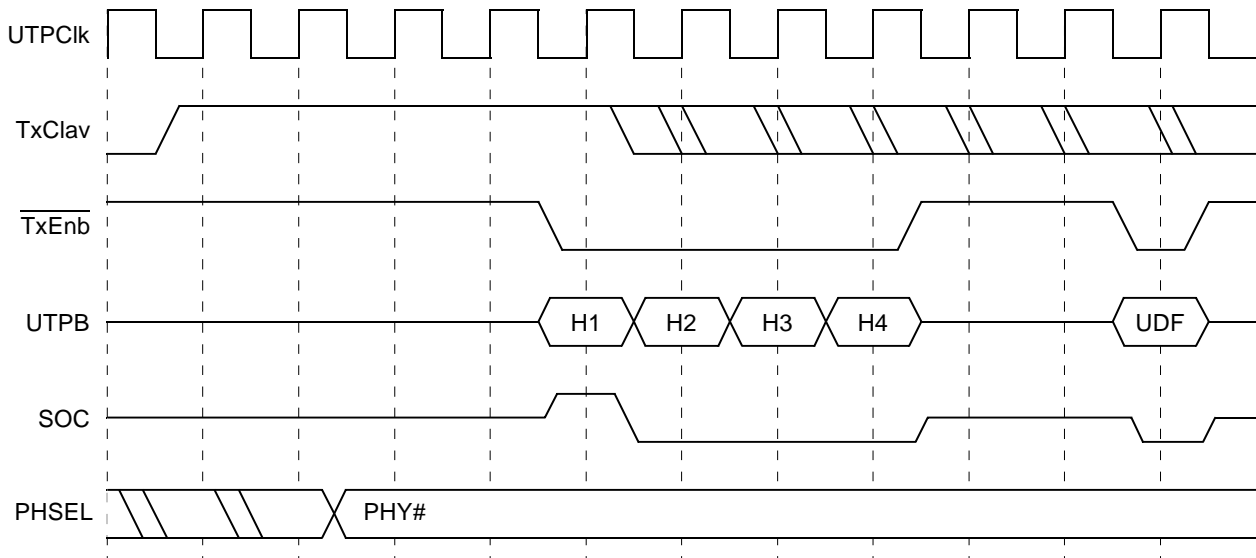 UTPClk
TxClav
TxEnb
UTPB H1 H2 H3 H4 UDF
SOC
PHSEL PHY#